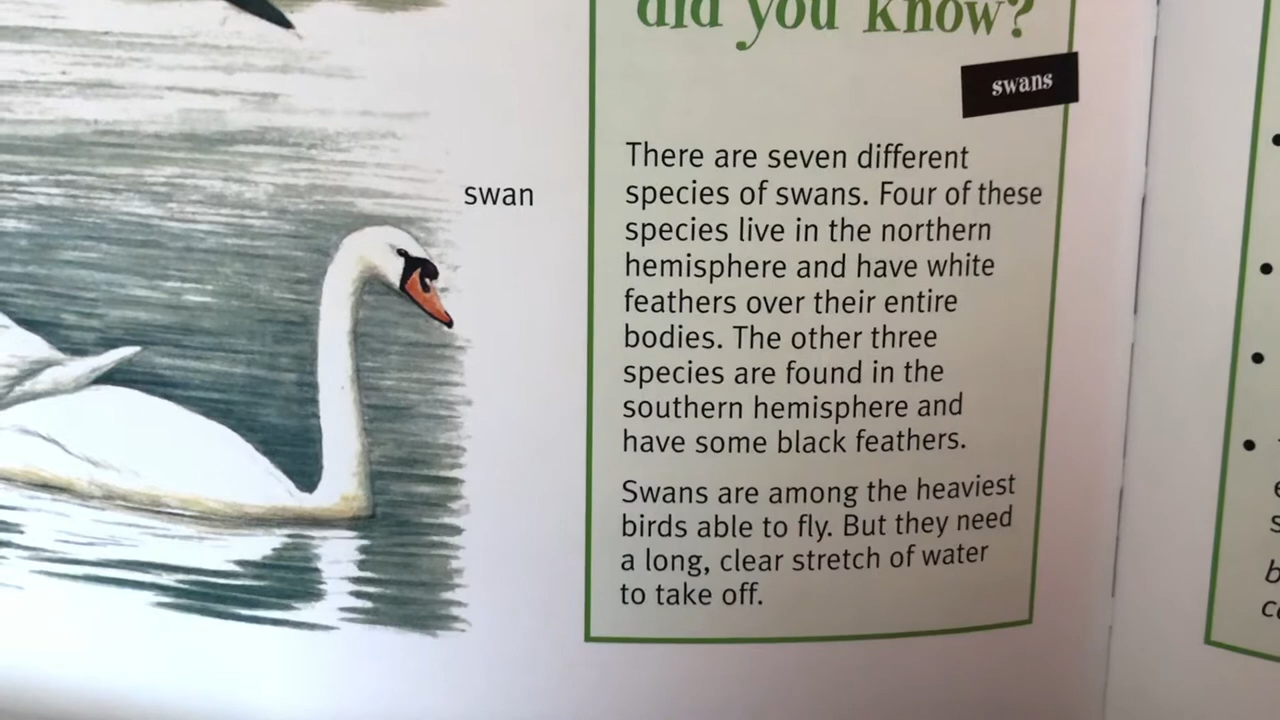 did you know?
swans
swan
There are seven different
species of swans. Four of these
species live in the northern
hemisphere and have white
feathers over their entire
bodies. The other three
species are found in the
southern hemisphere and
have some black feathers.
Swans are among the heaviest
birds able to fly. But they need
a long, clear stretch of water
to take off.